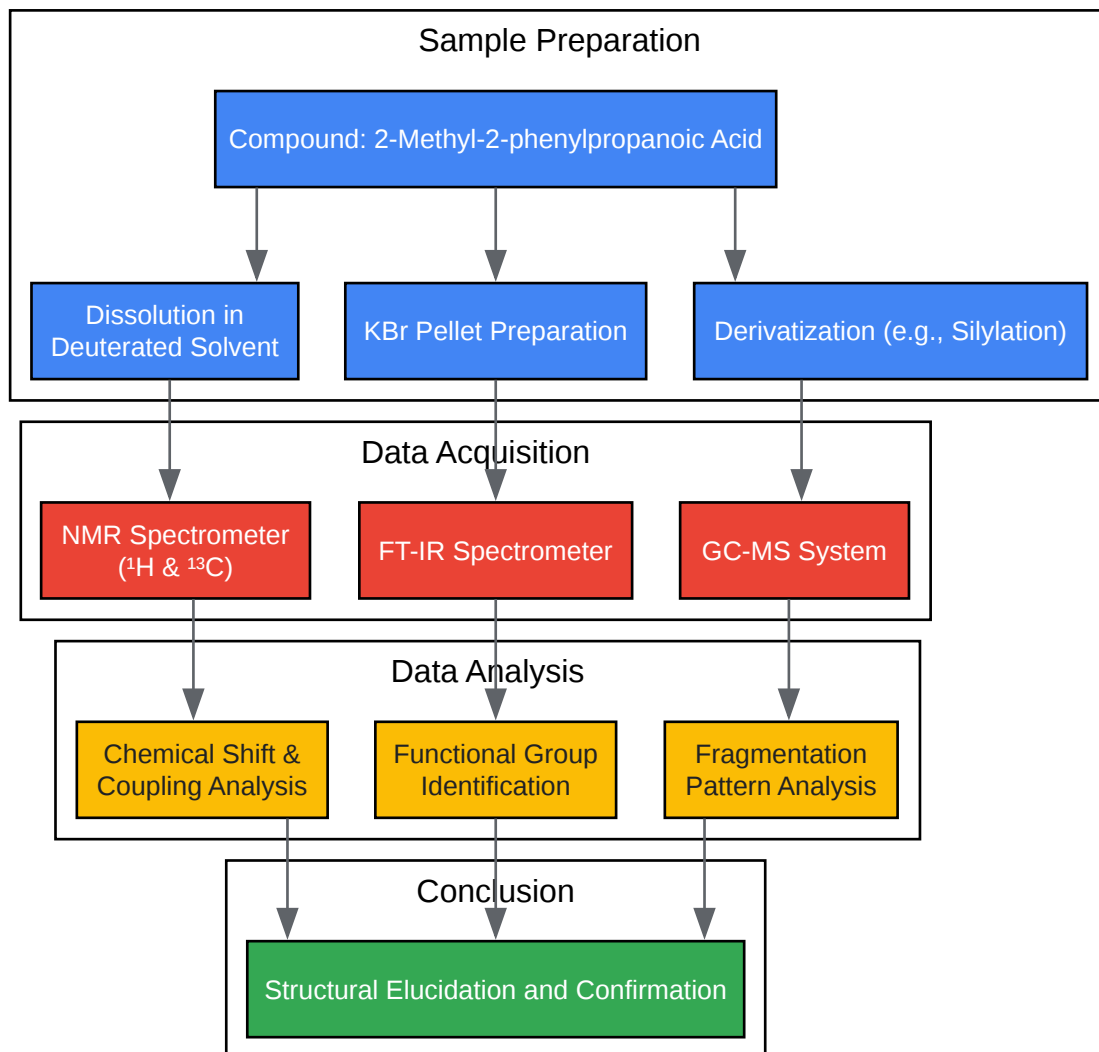 Sample Preparation
Compound: 2-Methyl-2-phenylpropanoic Acid
Dissolution in
Deuterated Solvent
KBr Pellet Preparation
Derivatization (e.g., Silylation)
Data Acquisition
NMR Spectrometer
(¹H & ¹³C)
FT-IR Spectrometer
GC-MS System
Data Analysis
Chemical Shift &
Coupling Analysis
Functional Group
Identification
Fragmentation
Pattern Analysis
Conclusion
Structural Elucidation and Confirmation